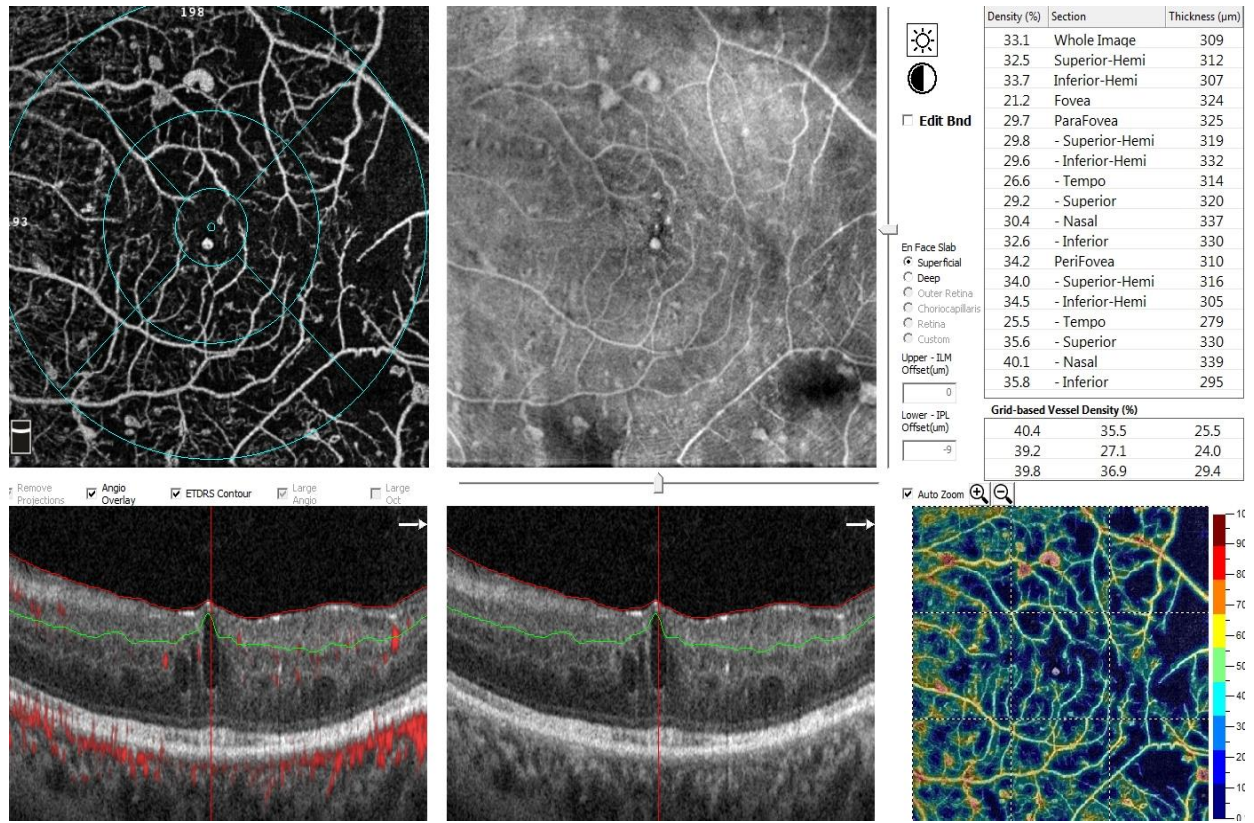 198
93
Edit Bnd
En Face Slab
Superficial
Deep
Outer Retina
Choriocapillaris
Retina
Custom
Upper - ILM
Offset(um)
0
Lower - IPL
Offset(um)
-9
Density (%) Section Thickness (µm)
33.1 Whole Image 309
32.5 Superior-Hemi 312
33.7 Inferior-Hemi 307
21.2 Fovea 324
29.7 ParaFovea 325
29.8 - Superior-Hemi 319
29.6 - Inferior-Hemi 332
26.6 - Tempo 314
29.2 - Superior 320
30.4 - Nasal 337
32.6 - Inferior 330
34.2 PeriFovea 310
34.0 - Superior-Hemi 316
34.5 - Inferior-Hemi 305
25.5 - Tempo 279
35.6 - Superior 330
40.1 - Nasal 339
35.8 - Inferior 295
Grid-based Vessel Density (%)
40.4 35.5 25.5
39.2 27.1 24.0
39.8 36.9 29.4
Remove
Projections
Angio
Overlay
ETDRS Contour
Large
Angio
Large
Oct
Auto Zoom
10
90
80
70
60
50
40
30
20
10